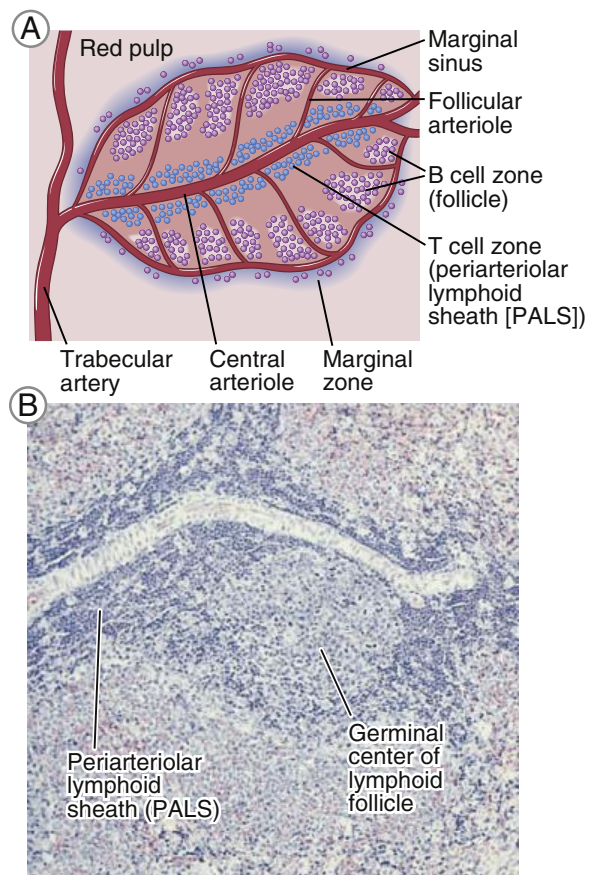 A
Red pulp
Marginal
sinus
Follicular
arteriole
B cell zone
(follicle)
T cell zone
(periarteriolar
lymphoid
sheath [PALS])
Trabecular
artery
Central
arteriole
Marginal
zone
B
Periarteriolar
lymphoid
sheath (PALS)
Germinal
center of
lymphoid
follicle